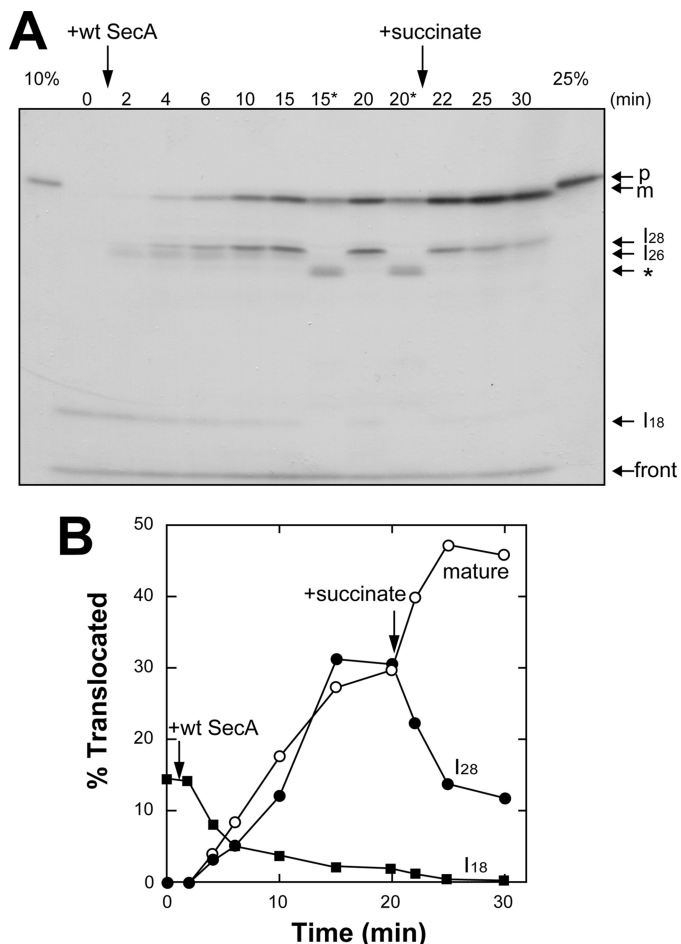 A
+wt SecA
+succinate
10%
0 2 4 6 10 15 15* 20 20* 22 25 30
25%
(min)
p
m
I28
I26
*
I18
front
B
50
40
30
20
10
0
% Translocated
+wt SecA
+succinate
mature
I28
I18
0 10 20 30
Time (min)